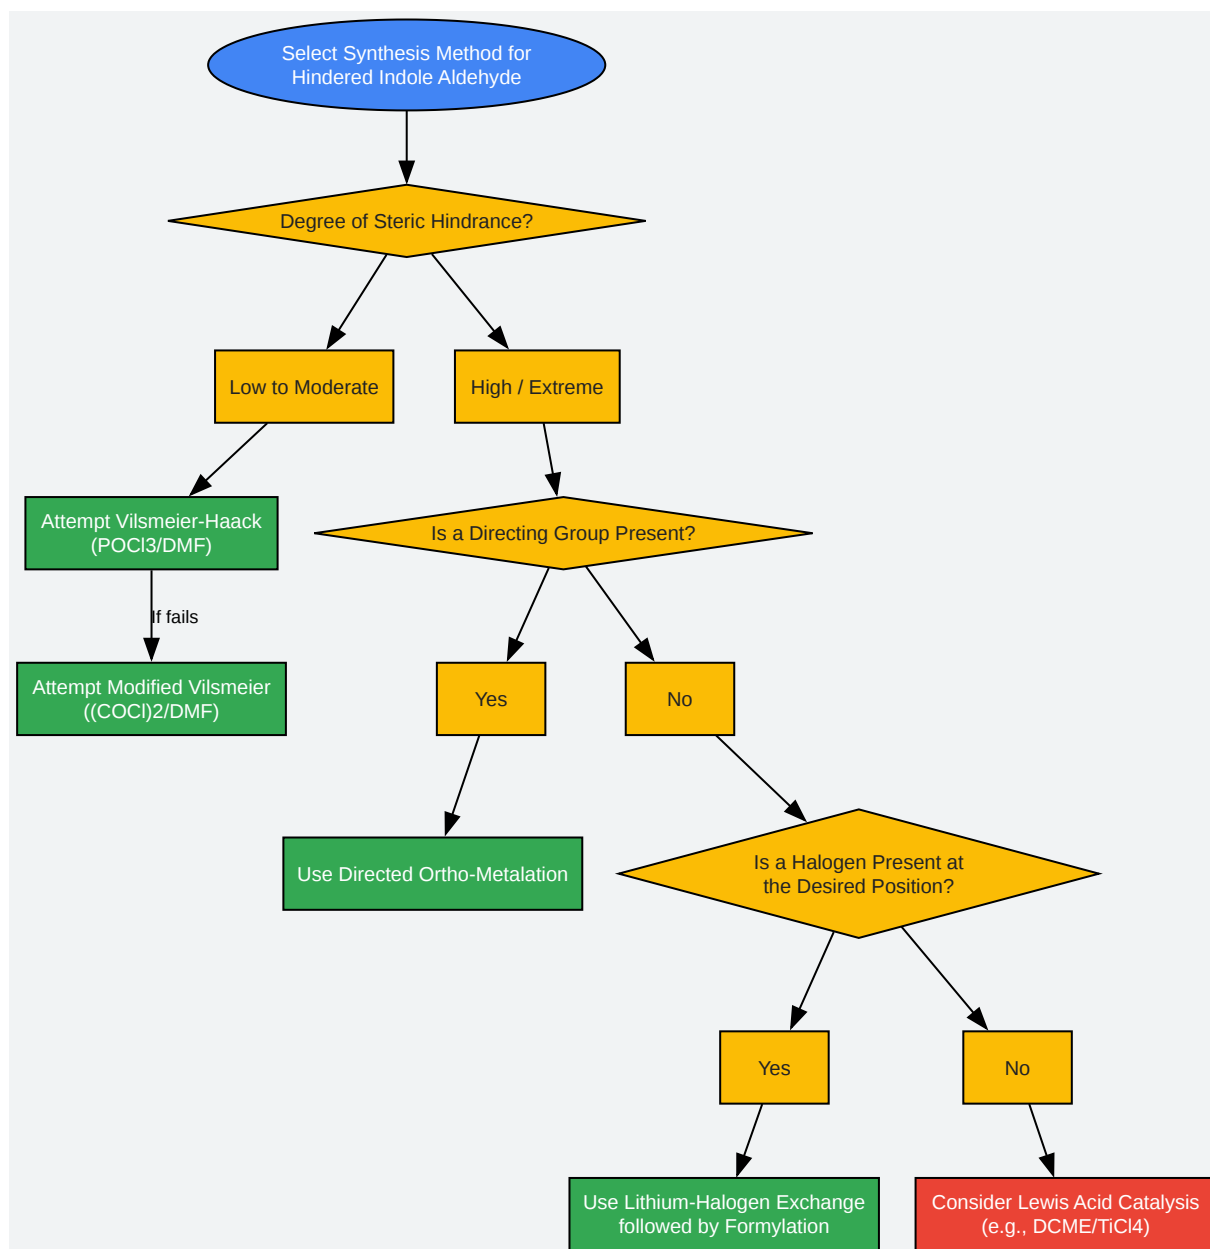 Select Synthesis Method for
Hindered Indole Aldehyde
Degree of Steric Hindrance?
Low to Moderate
High / Extreme
Attempt Vilsmeier-Haack
(POCl3/DMF)
Is a Directing Group Present?
If fails
Attempt Modified Vilsmeier
((COCl)2/DMF)
Yes
No
Use Directed Ortho-Metalation
Is a Halogen Present at
the Desired Position?
Yes
No
Use Lithium-Halogen Exchange
followed by Formylation
Consider Lewis Acid Catalysis
(e.g., DCME/TiCl4)